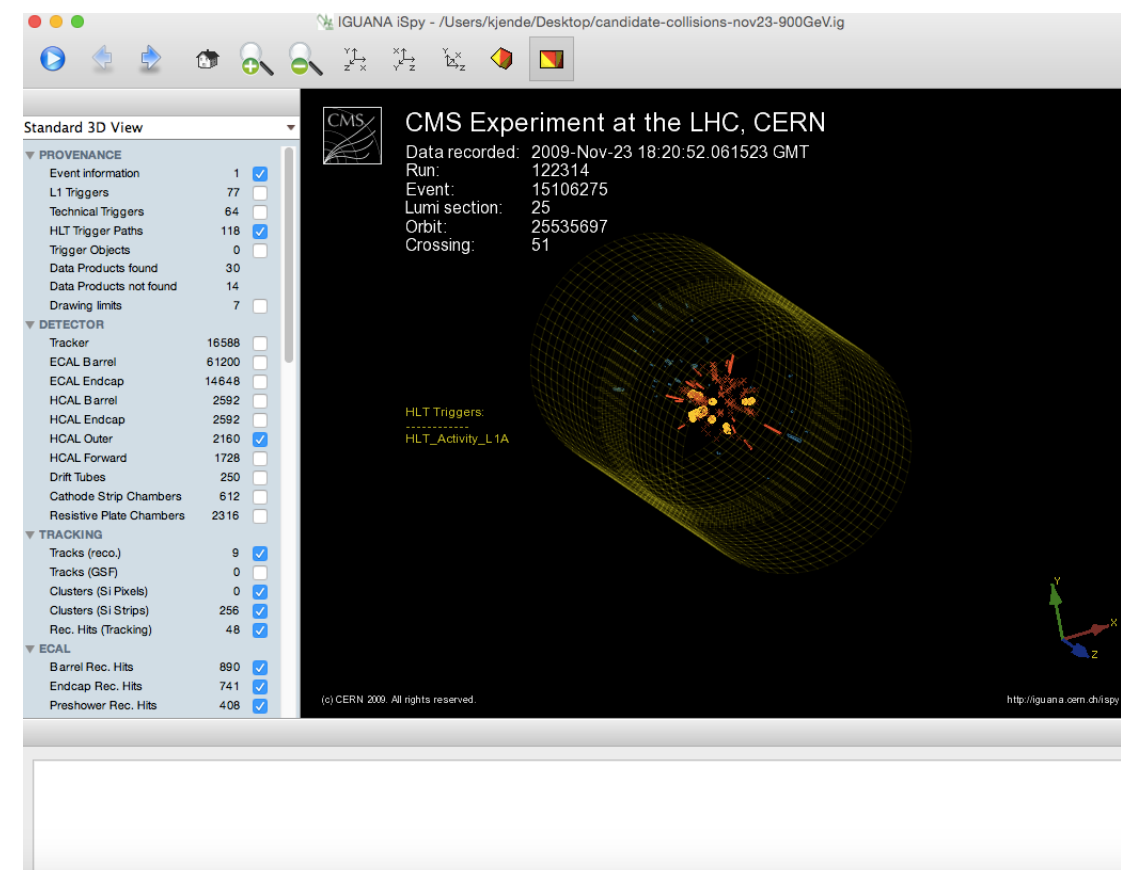 IGUANA iSpy - /Users/kjende/Desktop/candidate-collisions-nov23-900GeV.ig
Y Z X
X Y Z
Y X Z
Standard 3D View
PROVENANCE
Event information 1
L1 Triggers 77
Technical Triggers 64
HLT Trigger Paths 118
Trigger Objects 0
Data Products found 30
Data Products not found 14
Drawing limits 7
DETECTOR
Tracker 16588
ECAL Barrel 61200
ECAL Endcap 14648
HCAL Barrel 2592
HCAL Endcap 2592
HCAL Outer 2160
HCAL Forward 1728
Drift Tubes 250
Cathode Strip Chambers 612
Resistive Plate Chambers 2316
TRACKING
Tracks (reco.) 9
Tracks (GSF) 0
Clusters (Si Pixels) 0
Clusters (Si Strips) 256
Rec. Hits (Tracking) 48
ECAL
Barrel Rec. Hits 890
Endcap Rec. Hits 741
Preshower Rec. Hits 408
CMS
CMS Experiment at the LHC, CERN
Data recorded: 2009-Nov-23 18:20:52.061523 GMT
Run: 122314
Event: 15106275
Lumi section: 25
Orbit: 25535697
Crossing: 51
HLT Triggers:
------------
HLT_Activity_L1A
Y
X
Z
(c) CERN 2009. All rights reserved.
http://iguana.cern.ch/ispy